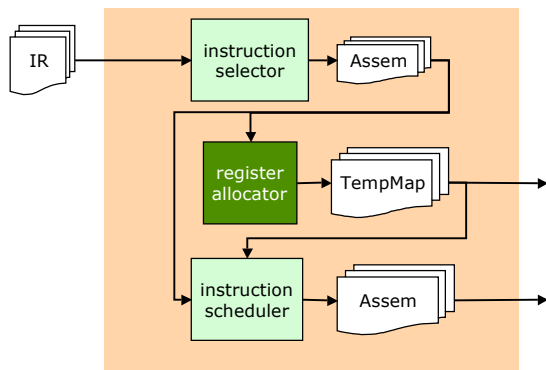 IR
instruction
selector
Assem
register
allocator
TempMap
instruction
scheduler
Assem